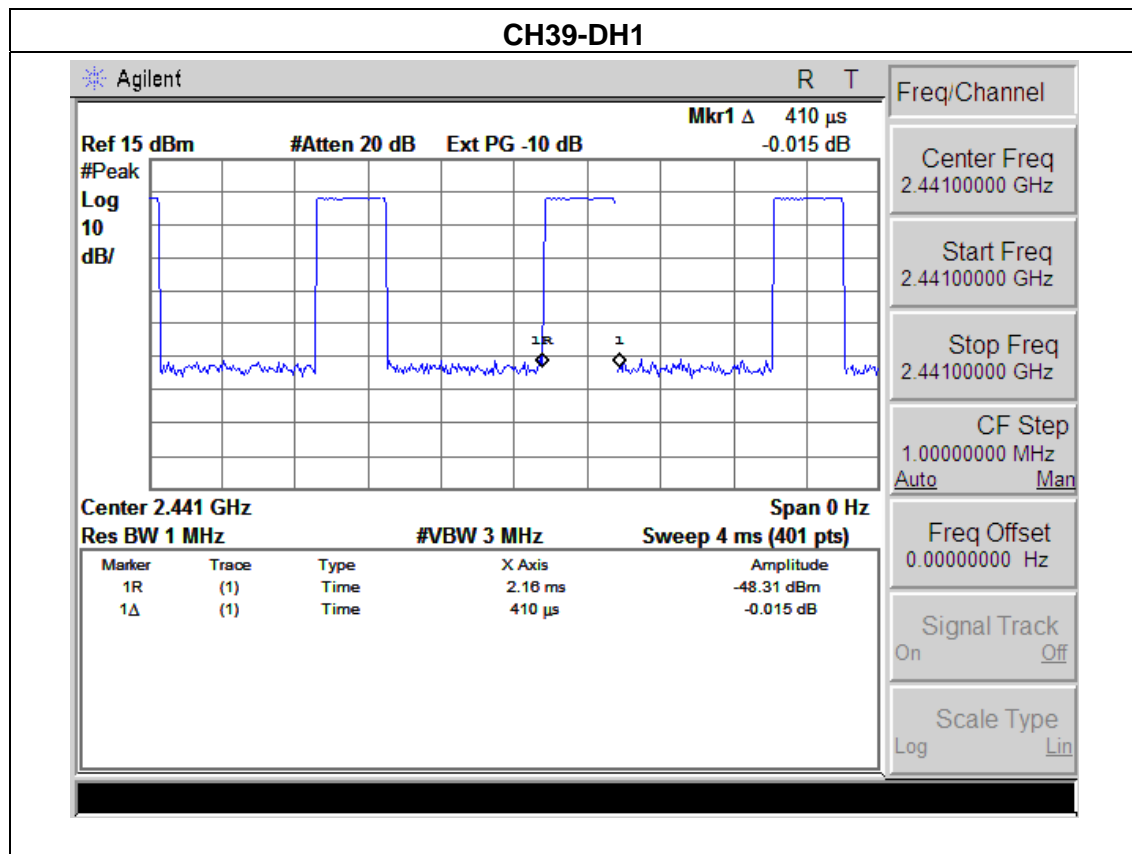 CH39-DH1
Agilent
R T
Mkr1 Δ 410 μs
Ref 15 dBm #Atten 20 dB Ext PG -10 dB -0.015 dB
#Peak
Log
10
dB/
1R 1
Center 2.441 GHz Span 0 Hz
Res BW 1 MHz #VBW 3 MHz Sweep 4 ms (401 pts)
Marker Trace Type X Axis Amplitude
1R (1) Time 2.16 ms -48.31 dBm
1Δ (1) Time 410 μs -0.015 dB
Freq/Channel
Center Freq
2.44100000 GHz
Start Freq
2.44100000 GHz
Stop Freq
2.44100000 GHz
CF Step
1.00000000 MHz
Auto Man
Freq Offset
0.00000000 Hz
Signal Track
On Off
Scale Type
Log Lin